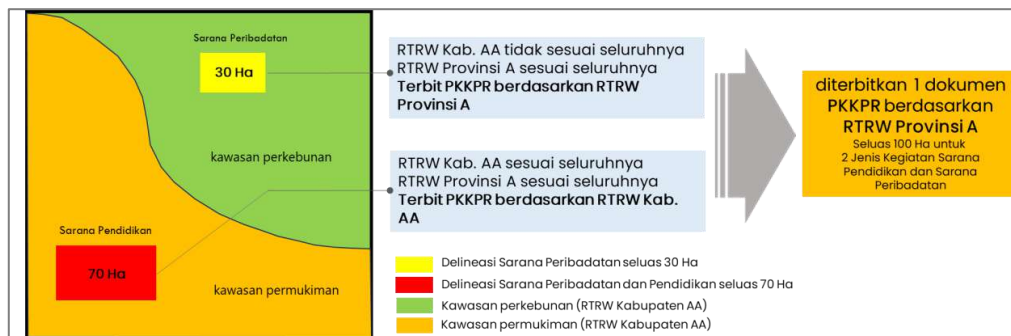 Sarana Peribadatan
30 Ha
kawasan perkebunan
Sarana Pendidikan
70 Ha
kawasan permukiman
RTRW Kab. AA tidak sesuai seluruhnya
RTRW Provinsi A sesuai seluruhnya
Terbit PKKPR berdasarkan RTRW
Provinsi A
RTRW Kab. AA sesuai seluruhnya
RTRW Provinsi A sesuai seluruhnya
Terbit PKKPR berdasarkan RTRW Kab.
AA
diterbitkan 1 dokumen
PKKPR berdasarkan
RTRW Provinsi A
Seluas 100 Ha untuk
2 Jenis Kegiatan Sarana
Pendidikan dan Sarana
Peribadatan
Delineasi Sarana Peribadatan seluas 30 Ha
Delineasi Sarana Peribadatan dan Pendidikan seluas 70 Ha
Kawasan perkebunan (RTRW Kabupaten AA)
Kawasan permukiman (RTRW Kabupaten AA)